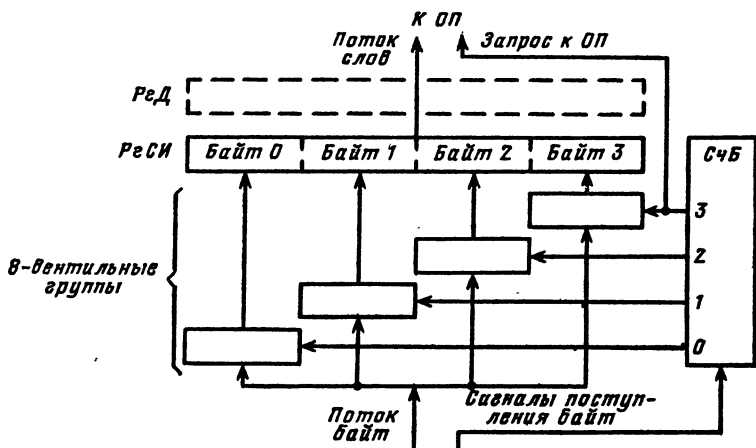 К ОП
Поток
слов
Запрос к ОП
РгД
РгСИ
Байт 0
Байт 1
Байт 2
Байт 3
СчБ
3
2
1
0
8-вентильные
группы
Сигналы поступ-
ления байт
Поток
байт